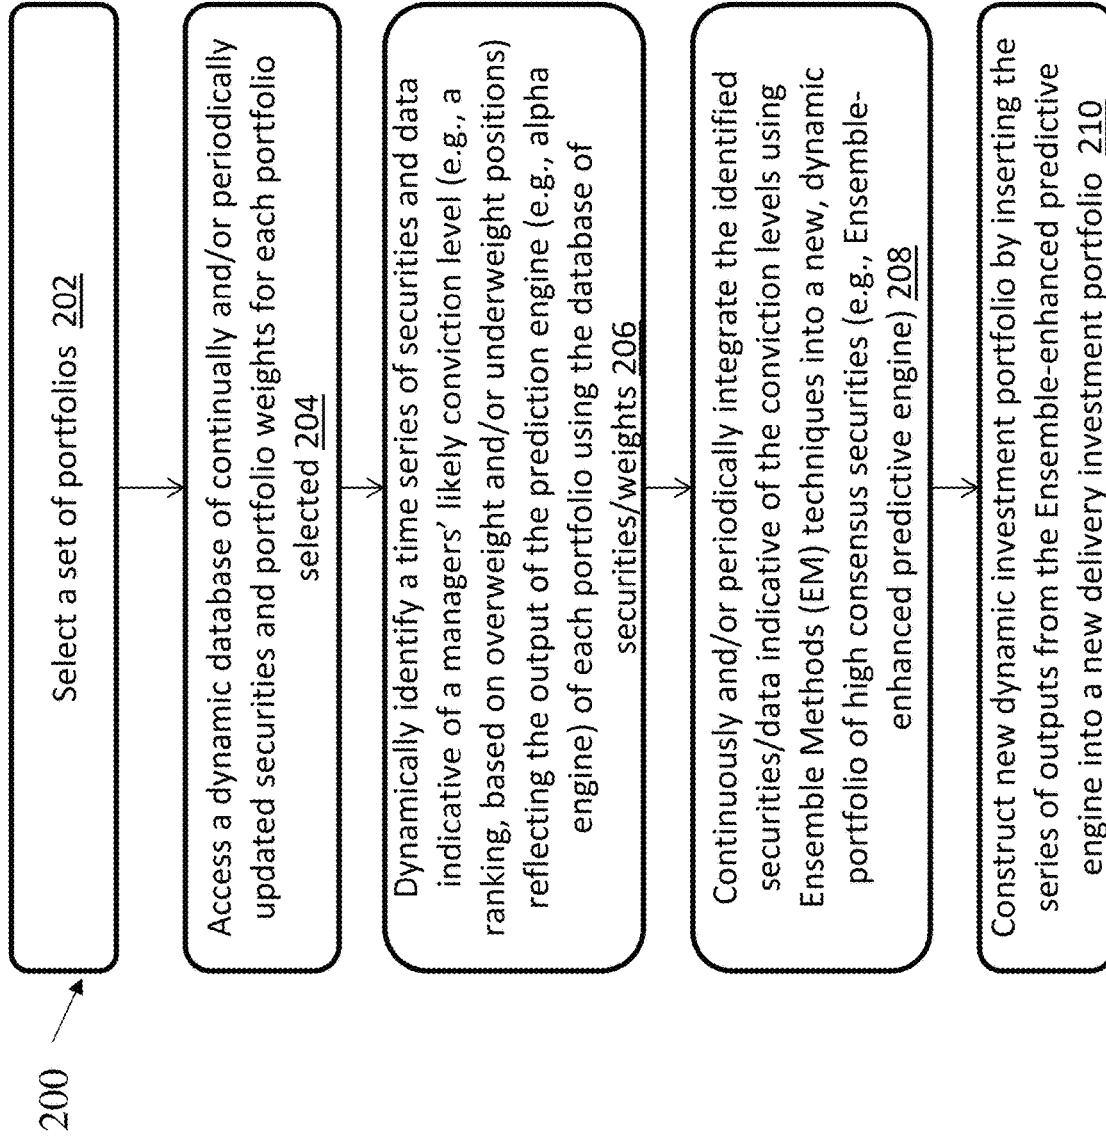 200
Select a set of portfolios 202
Access a dynamic database of continually and/or periodically
updated securities and portfolio weights for each portfolio
selected 204
Dynamically identify a time series of securities and data
indicative of a managers’ likely conviction level (e.g., a
ranking, based on overweight and/or underweight positions)
reflecting the output of the prediction engine (e.g., alpha
engine) of each portfolio using the database of
securities/weights 206
Continuously and/or periodically integrate the identified
securities/data indicative of the conviction levels using
Ensemble Methods (EM) techniques into a new, dynamic
portfolio of high consensus securities (e.g., Ensemble-
enhanced predictive engine) 208
Construct new dynamic investment portfolio by inserting the
series of outputs from the Ensemble-enhanced predictive
engine into a new delivery investment portfolio 210